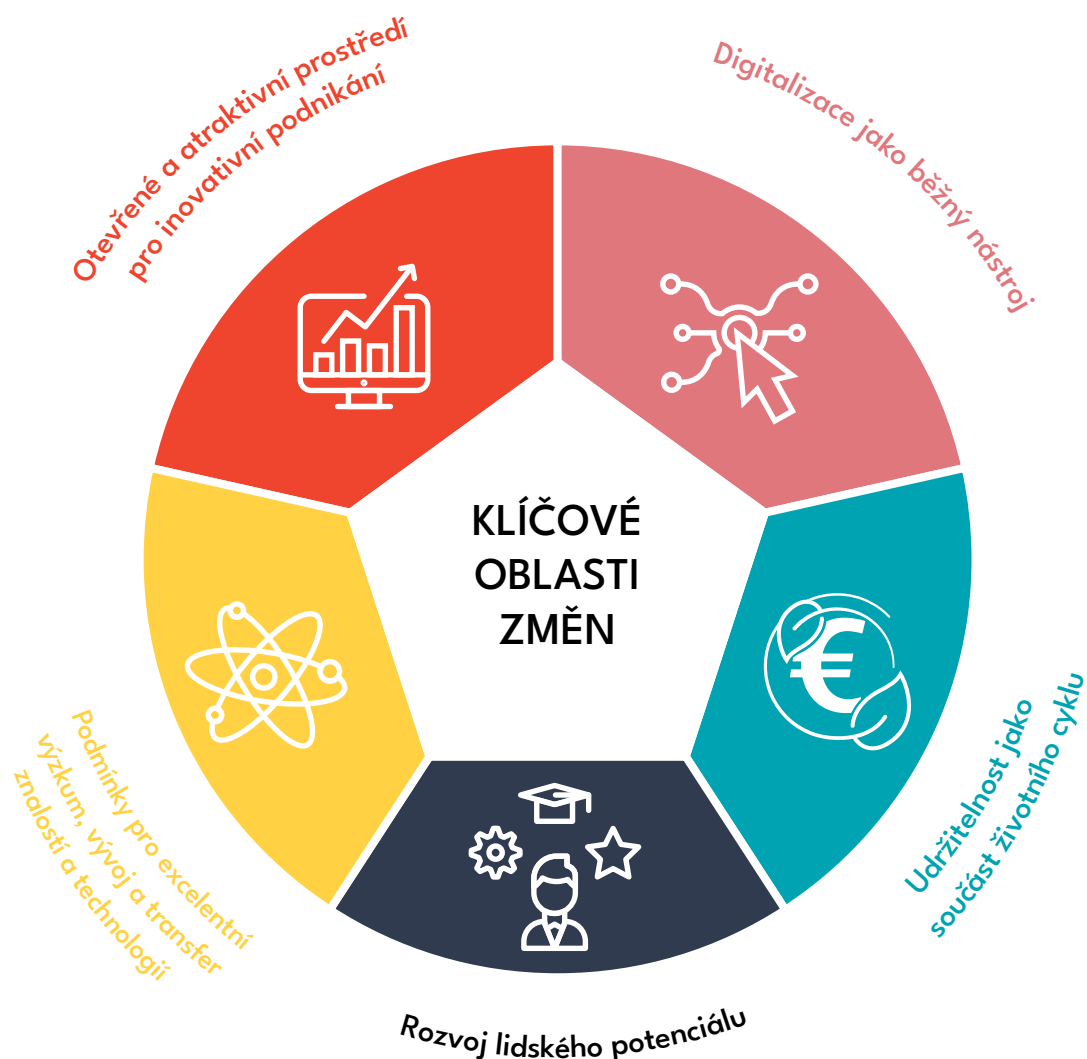 Otevřené a atraktivní prostředí
pro inovativní podnikání
Digitalizace jako běžný nástroj
KLÍČOVÉ
OBLASTI
ZMĚN
Podmínky pro excelentní
výzkum, vývoj a transfer
znalostí a technologií
Udržitelnost jako
součást životního cyklu
Rozvoj lidského potenciálu